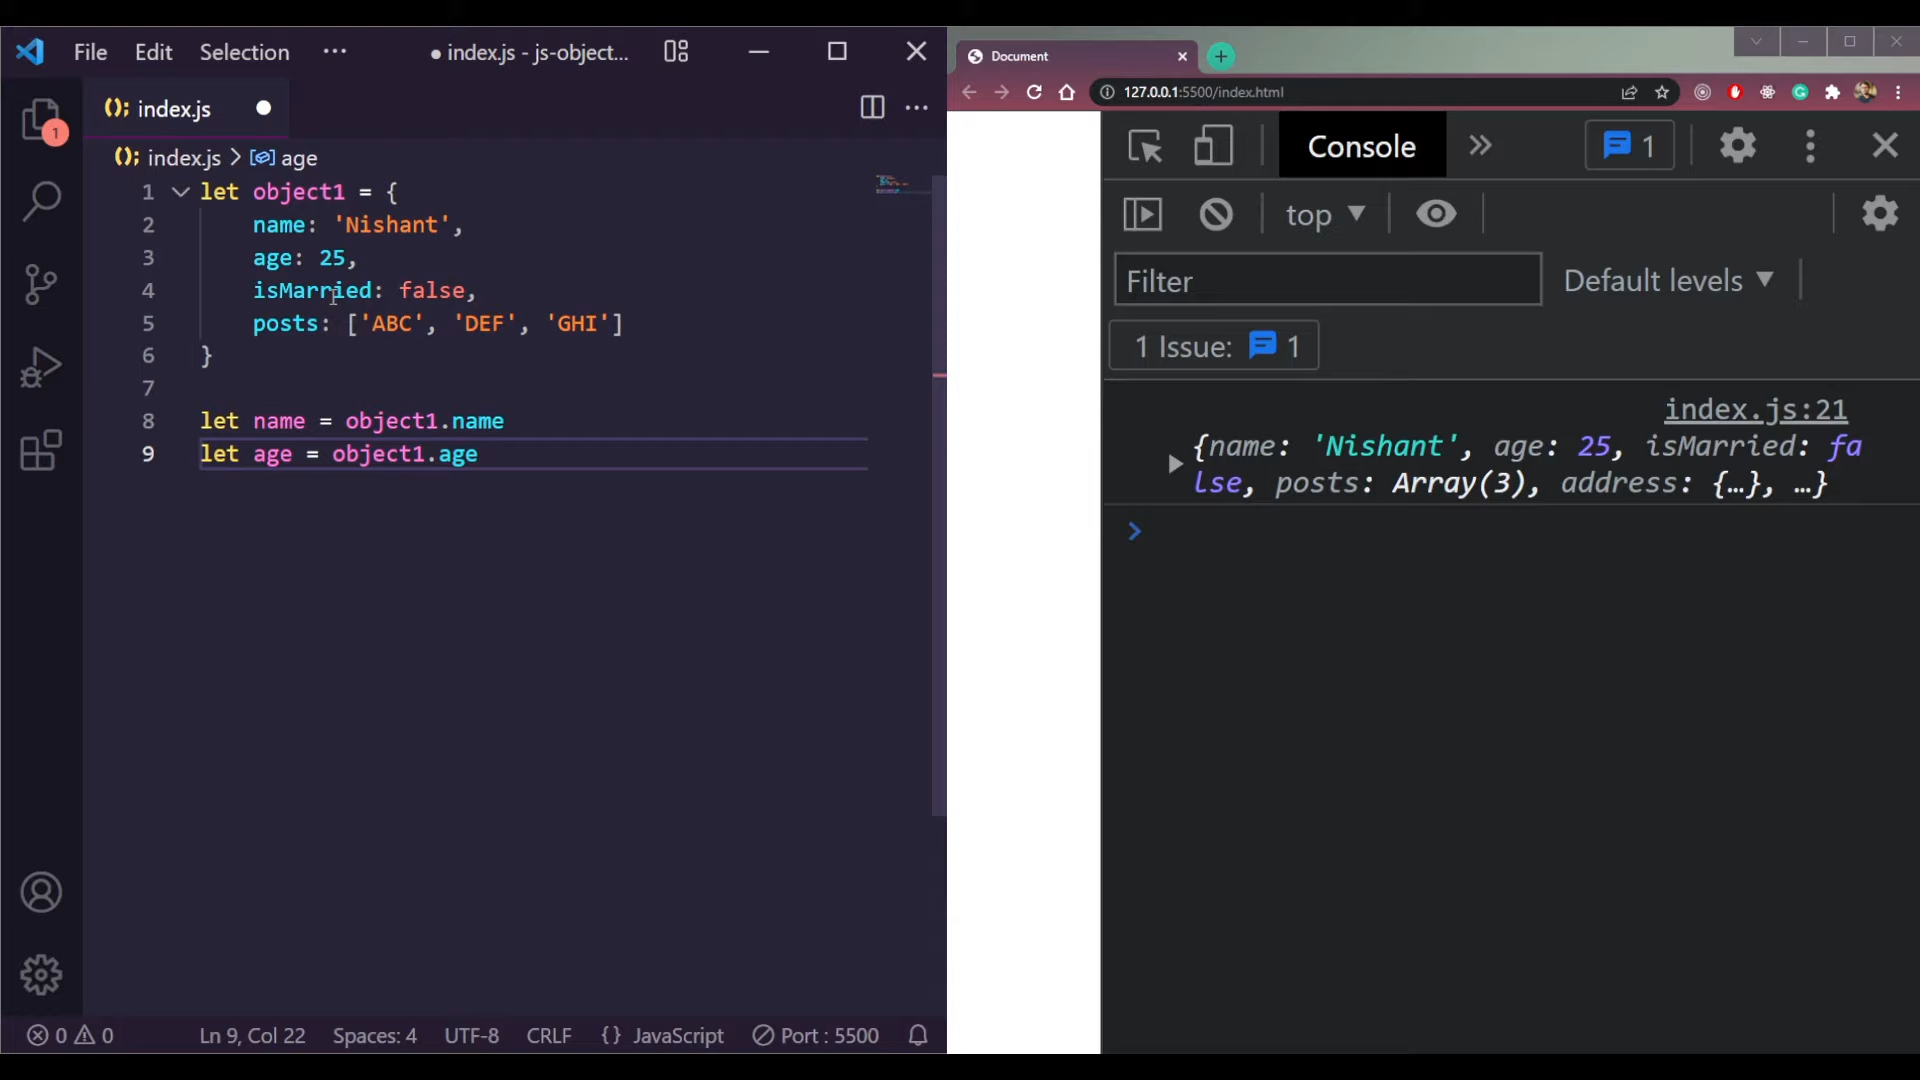 File Edit Selection ··· ● index.js - js-object...
index.js ●
index.js > age
1 let object1 = {
2 name: 'Nishant',
3 age: 25,
4 isMarried: false,
5 posts: ['ABC', 'DEF', 'GHI']
6 }
7
8 let name = object1.name
9 let age = object1.age
1
0 0 Ln 9, Col 22 Spaces: 4 UTF-8 CRLF {} JavaScript Port : 5500
Document
127.0.0.1:5500/index.html
Console 1
top
Filter Default levels
1 Issue: 1
index.js:21
{name: 'Nishant', age: 25, isMarried: fa
lse, posts: Array(3), address: {…}, …}